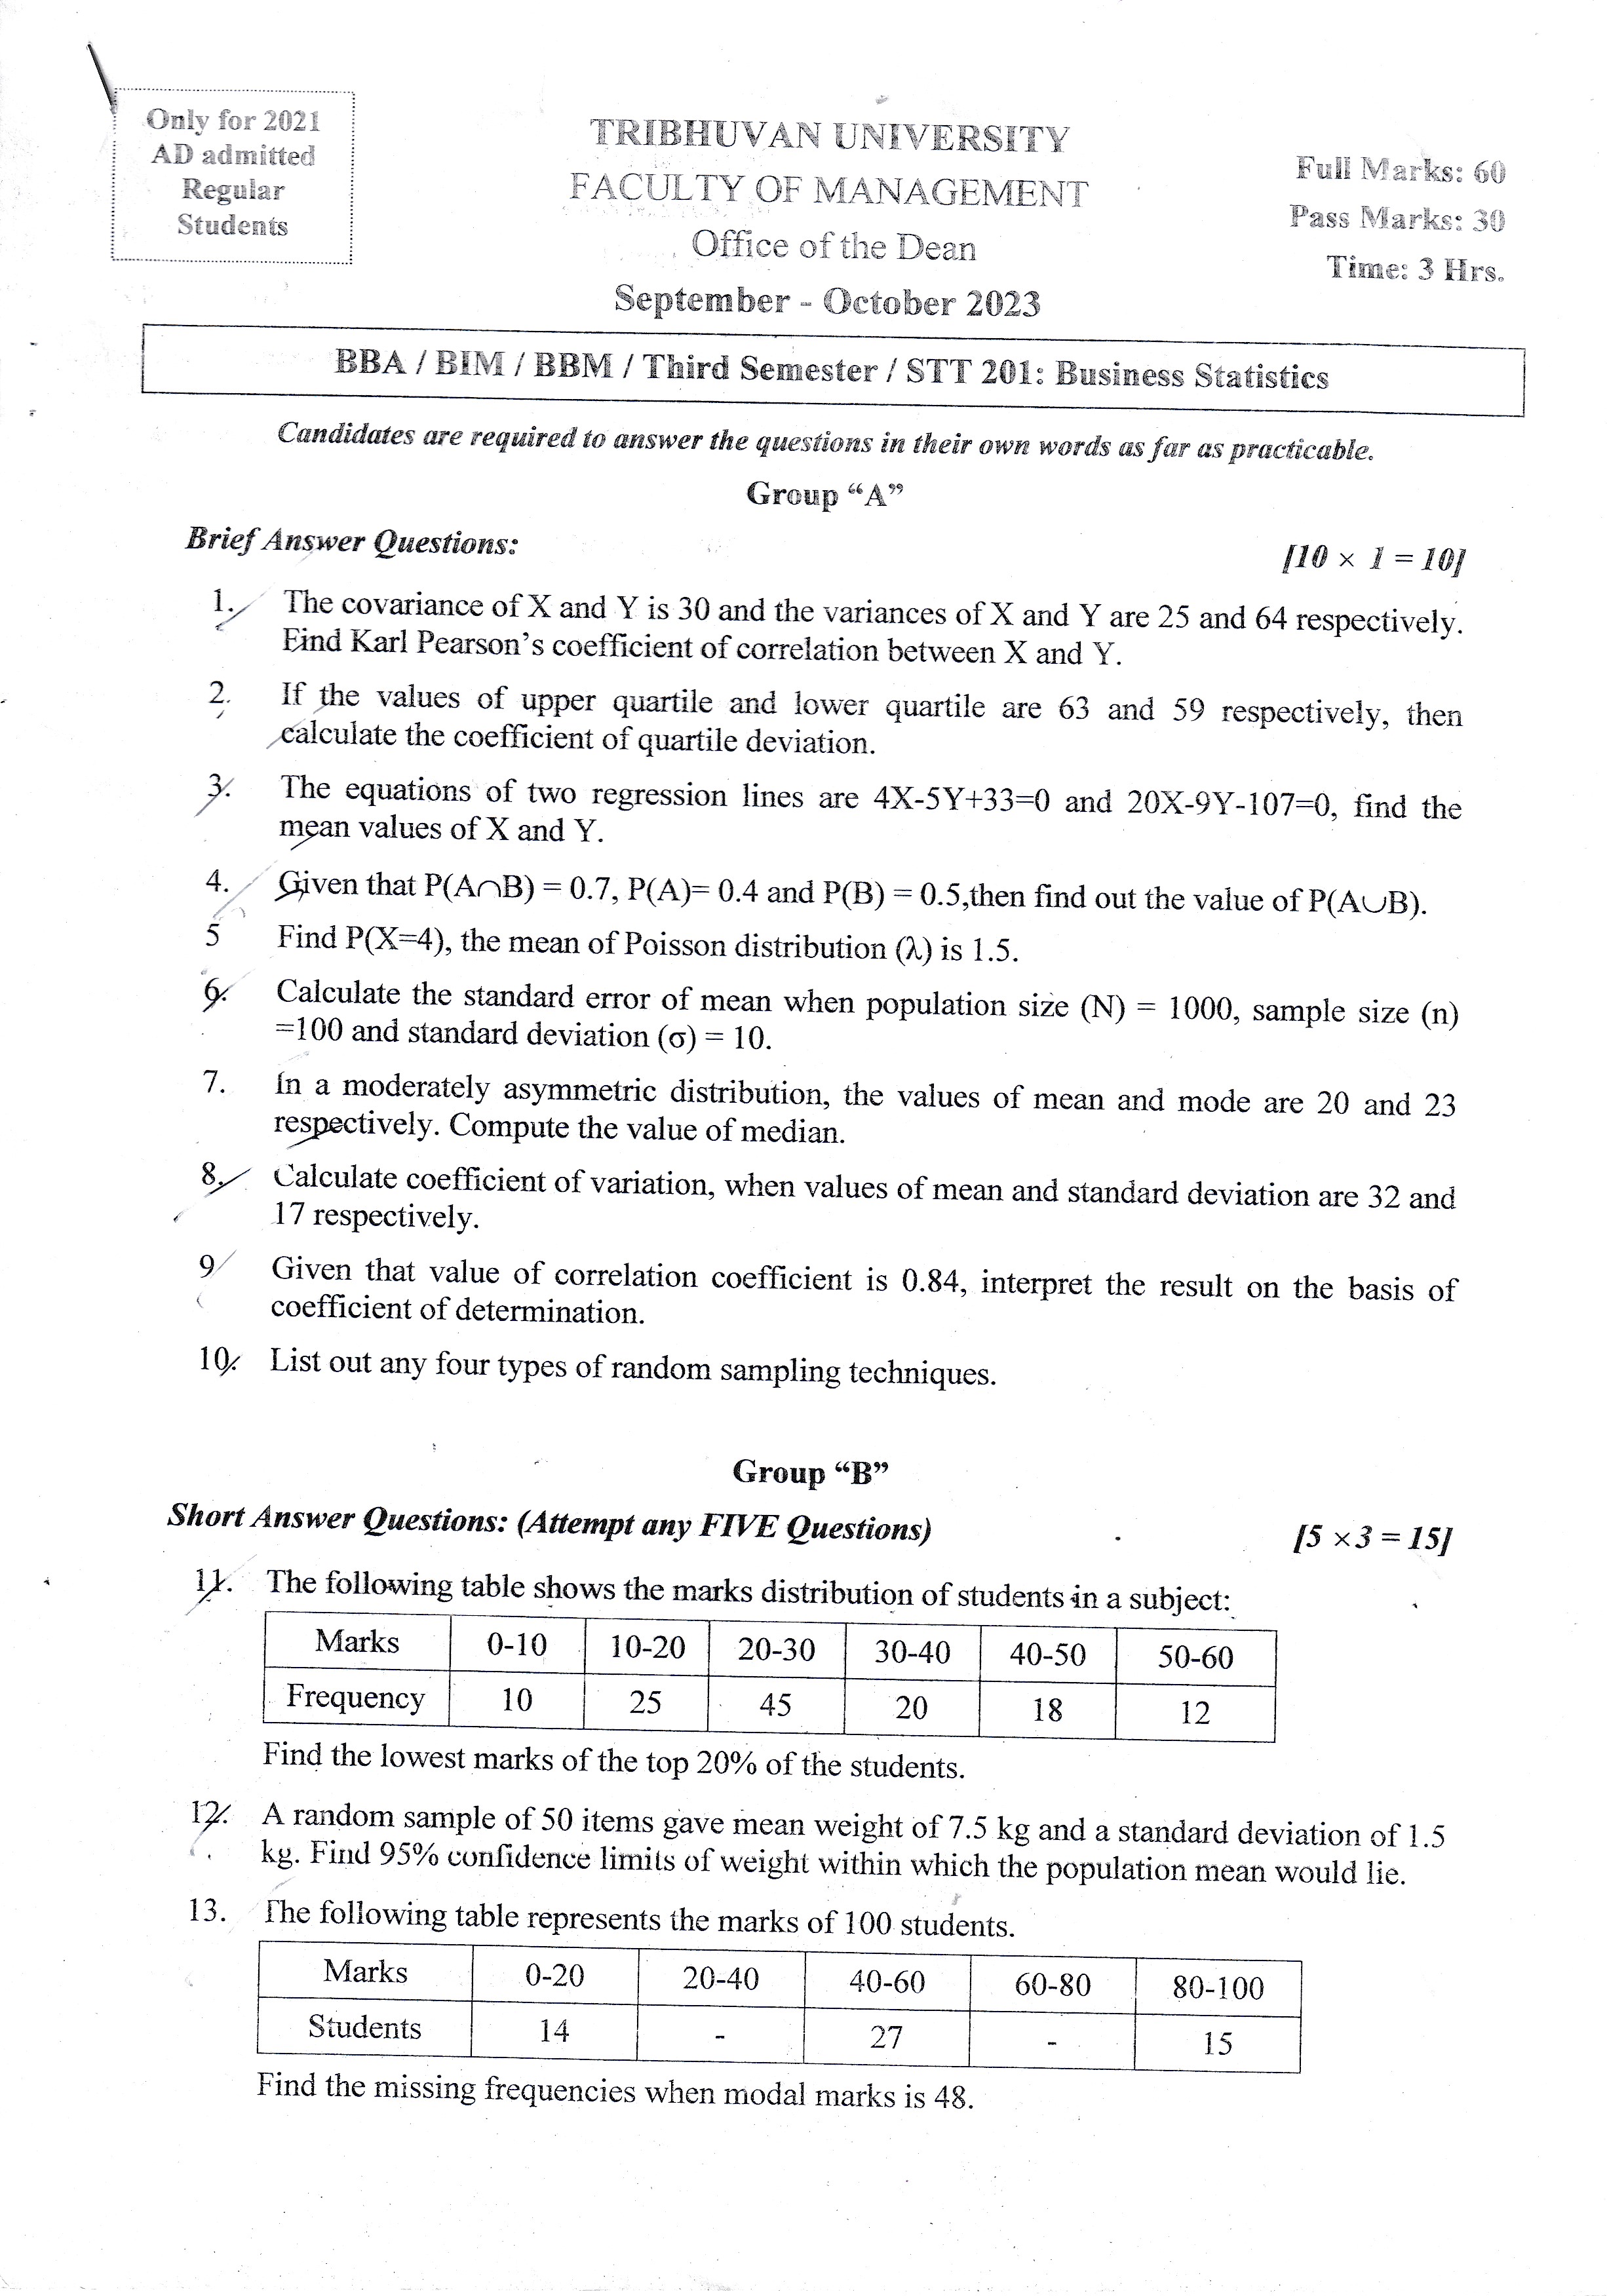 Only for 2021
AD admitted
Regular
Students
TRIBHUVAN UNIVERSITY
FACULTY OF MANAGEMENT
Office of the Dean
September - October 2023
Full Marks: 60
Pass Marks: 30
Time: 3 Hrs.
BBA / BIM / BBM / Third Semester / STT 201: Business Statistics
Candidates are required to answer the questions in their own words as far as practicable.
Group “A”
Brief Answer Questions: [10 × 1 = 10]
1. The covariance of X and Y is 30 and the variances of X and Y are 25 and 64 respectively.
Find Karl Pearson’s coefficient of correlation between X and Y.
2. If the values of upper quartile and lower quartile are 63 and 59 respectively, then
calculate the coefficient of quartile deviation.
3. The equations of two regression lines are 4X-5Y+33=0 and 20X-9Y-107=0, find the
mean values of X and Y.
4. Given that P(A∩B) = 0.7, P(A)= 0.4 and P(B) = 0.5,then find out the value of P(A∪B).
5 Find P(X=4), the mean of Poisson distribution (λ) is 1.5.
6. Calculate the standard error of mean when population size (N) = 1000, sample size (n)
=100 and standard deviation (σ) = 10.
7. In a moderately asymmetric distribution, the values of mean and mode are 20 and 23
respectively. Compute the value of median.
8. Calculate coefficient of variation, when values of mean and standard deviation are 32 and
17 respectively.
9 Given that value of correlation coefficient is 0.84, interpret the result on the basis of
coefficient of determination.
10. List out any four types of random sampling techniques.
Group “B”
Short Answer Questions: (Attempt any FIVE Questions) [5 ×3 = 15]
11. The following table shows the marks distribution of students in a subject:
Marks 0-10 10-20 20-30 30-40 40-50 50-60
Frequency 10 25 45 20 18 12
Find the lowest marks of the top 20% of the students.
12. A random sample of 50 items gave mean weight of 7.5 kg and a standard deviation of 1.5
kg. Find 95% confidence limits of weight within which the population mean would lie.
13. The following table represents the marks of 100 students.
Marks 0-20 20-40 40-60 60-80 80-100
Students 14 - 27 - 15
Find the missing frequencies when modal marks is 48.